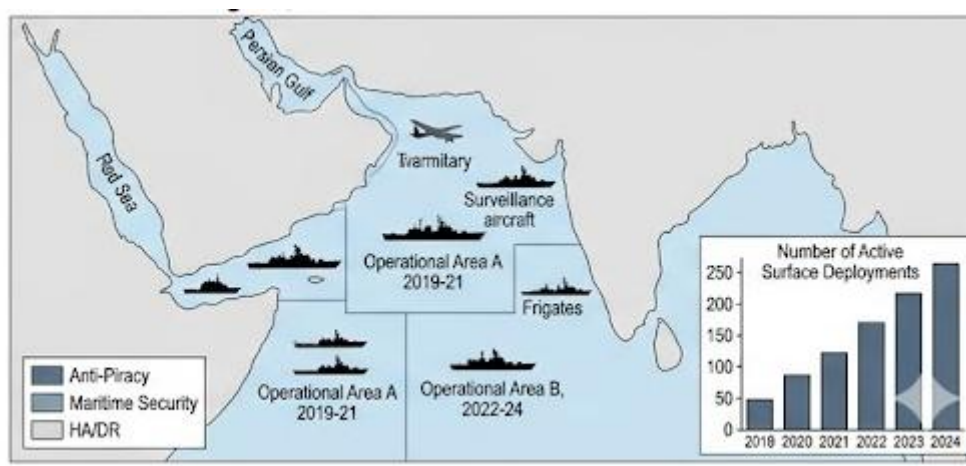 Persian Gulf
Red Sea
Twarmitary
Surveillance
aircraft
Operational Area A
2019-21
Frigates
Operational Area A
2019-21
Operational Area B,
2022-24
Anti-Piracy
Maritime Security
HA/DR
Number of Active
Surface Deployments
250
200
150
100
50
50
0
2018
2020
2021
2022
2023
2024